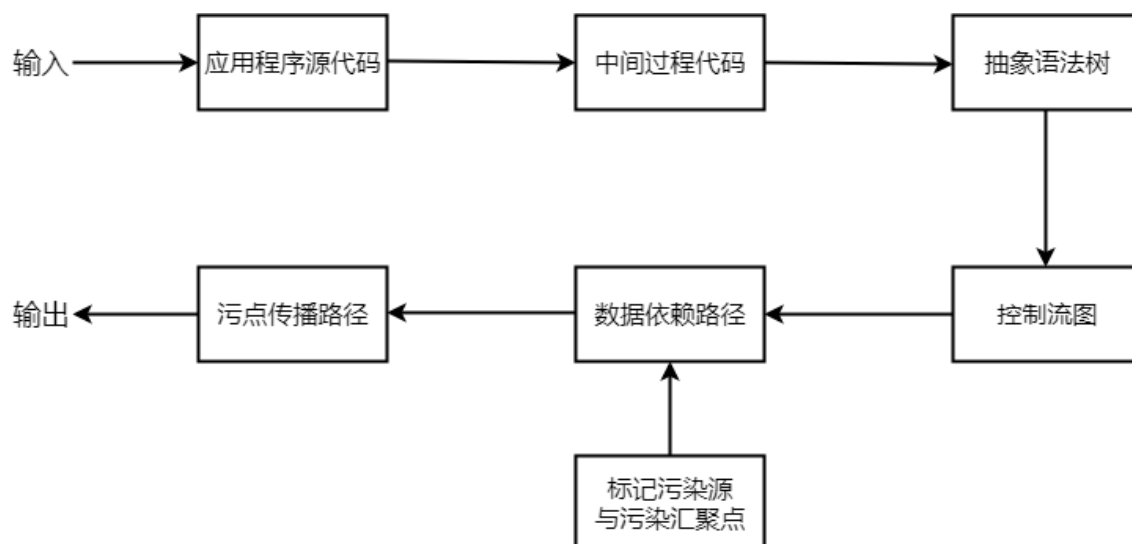 输入
应用程序源代码
中间过程代码
抽象语法树
输出
污点传播路径
数据依赖路径
控制流图
标记污染源
与污染汇聚点